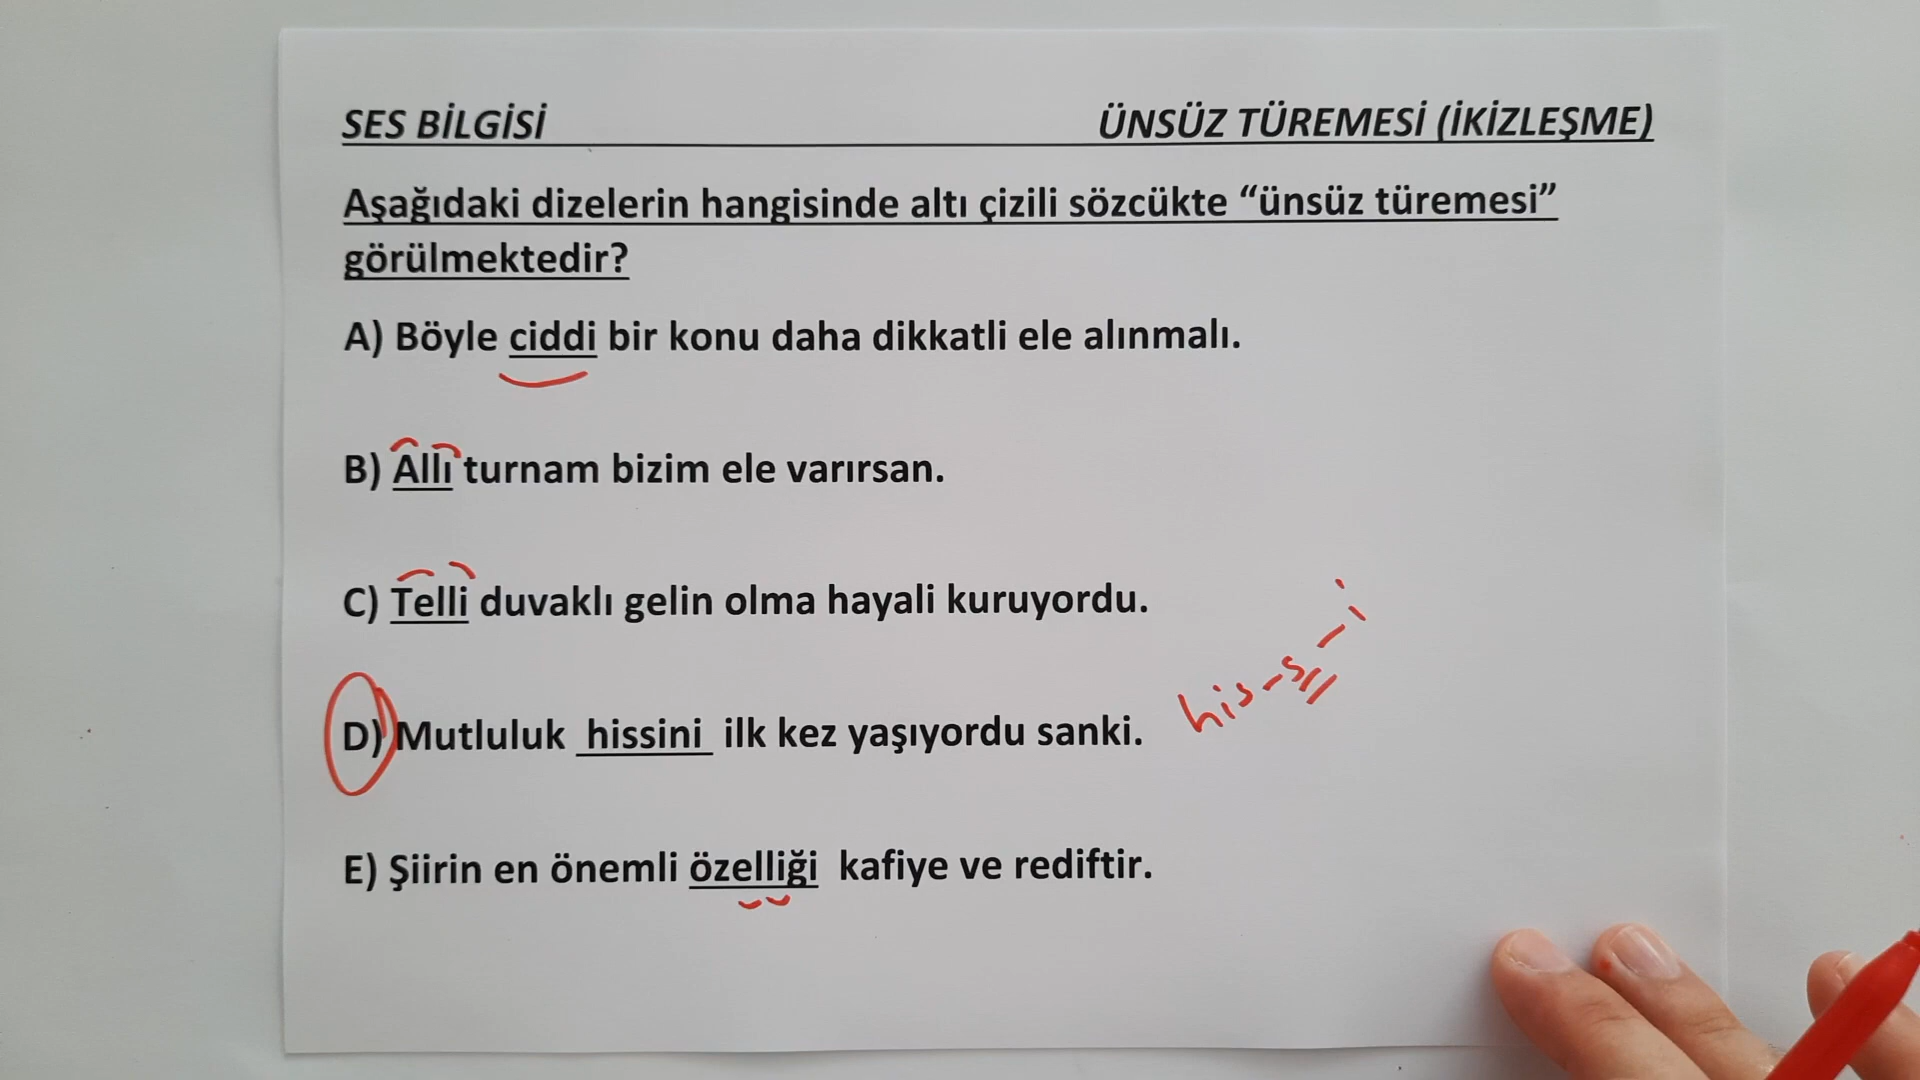 SES BİLGİSİ ÜNSÜZ TÜREMESİ (İKİZLEŞME)
Aşağıdaki dizelerin hangisinde altı çizili sözcükte “ünsüz türemesi”
görülmektedir?
A) Böyle ciddi bir konu daha dikkatli ele alınmalı.
B) Allı turnam bizim ele varırsan.
C) Telli duvaklı gelin olma hayali kuruyordu.
D) Mutluluk hissini ilk kez yaşıyordu sanki.
his-s-i
E) Şiirin en önemli özelliği kafiye ve rediftir.